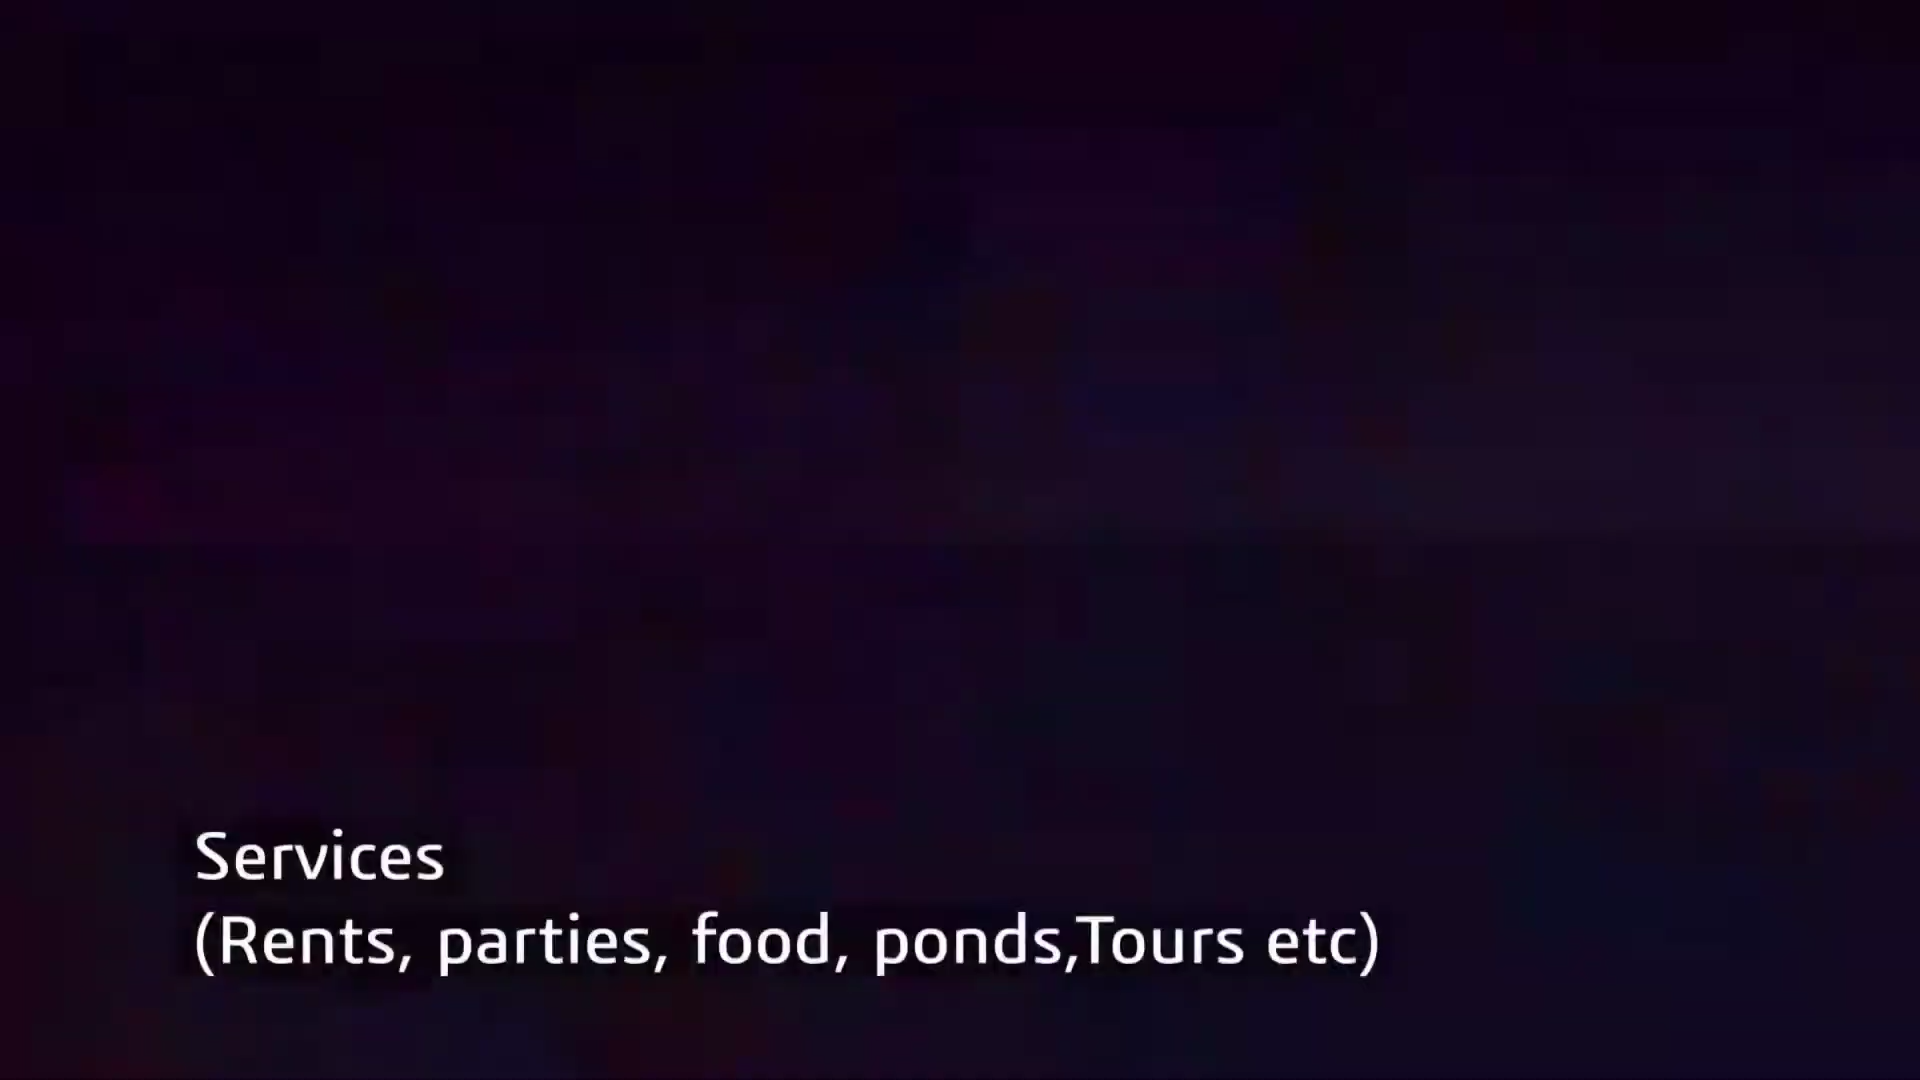 Services
(Rents, parties, food, ponds,Tours etc)